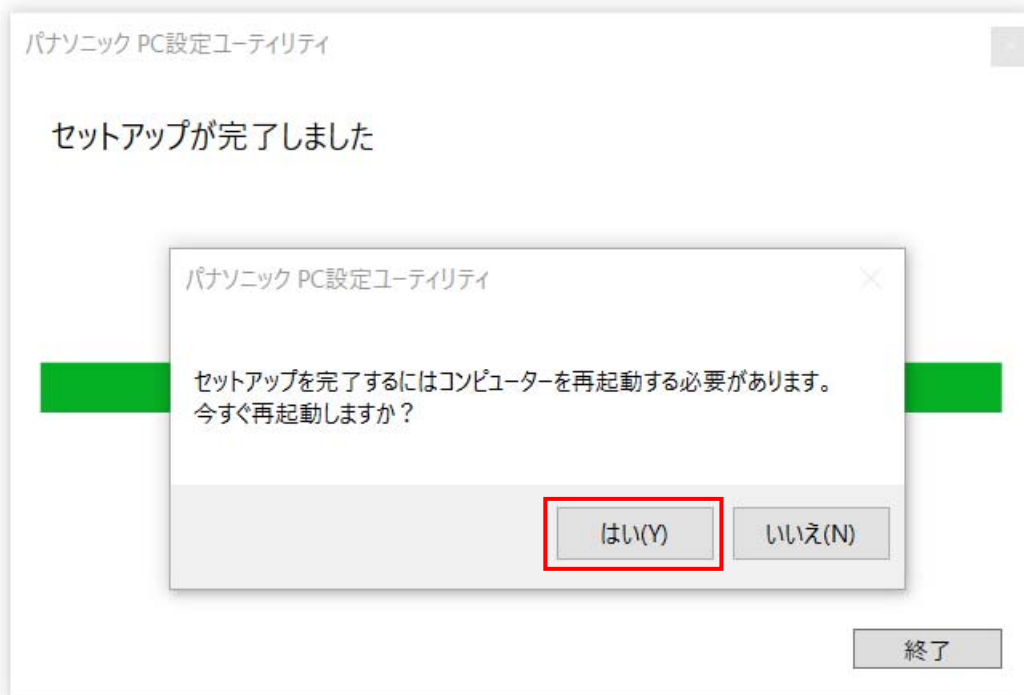 パナソニック PC設定ユーティリティ
セットアップが完了しました
パナソニック PC設定ユーティリティ
セットアップを完了するにはコンピューターを再起動する必要があります。
今すぐ再起動しますか？
はい(Y)
いいえ(N)
終了